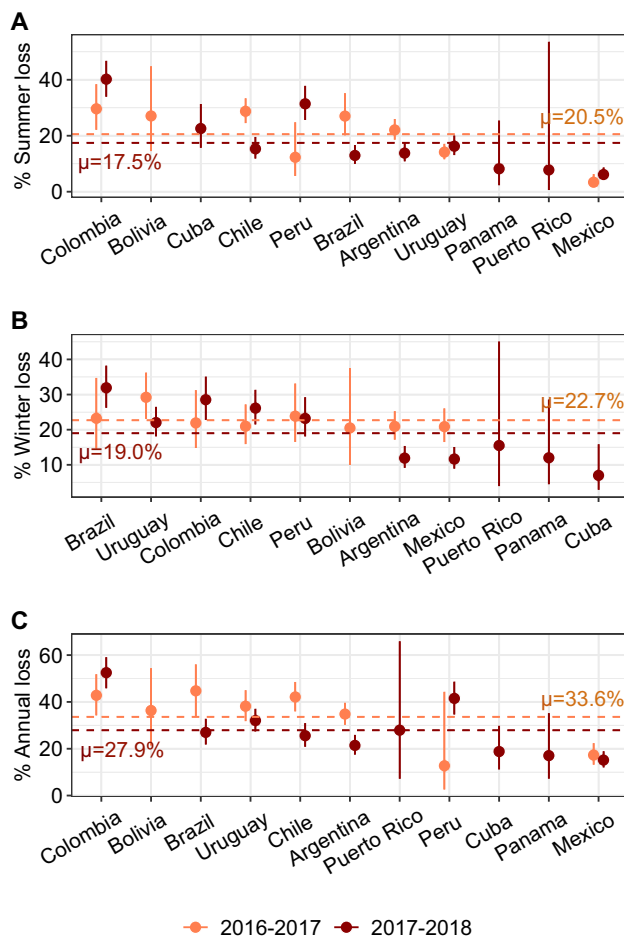 A
% Summer loss
40
20
0
μ=20.5%
μ=17.5%
Colombia
Bolivia
Cuba
Chile
Peru
Brazil
Argentina
Uruguay
Panama
Puerto Rico
Mexico
B
% Winter loss
40
30
20
10
μ=22.7%
μ=19.0%
Brazil
Uruguay
Colombia
Chile
Peru
Bolivia
Argentina
Mexico
Puerto Rico
Panama
Cuba
C
% Annual loss
60
40
20
0
μ=33.6%
μ=27.9%
Colombia
Bolivia
Brazil
Uruguay
Chile
Argentina
Puerto Rico
Peru
Cuba
Panama
Mexico
2016-2017 2017-2018